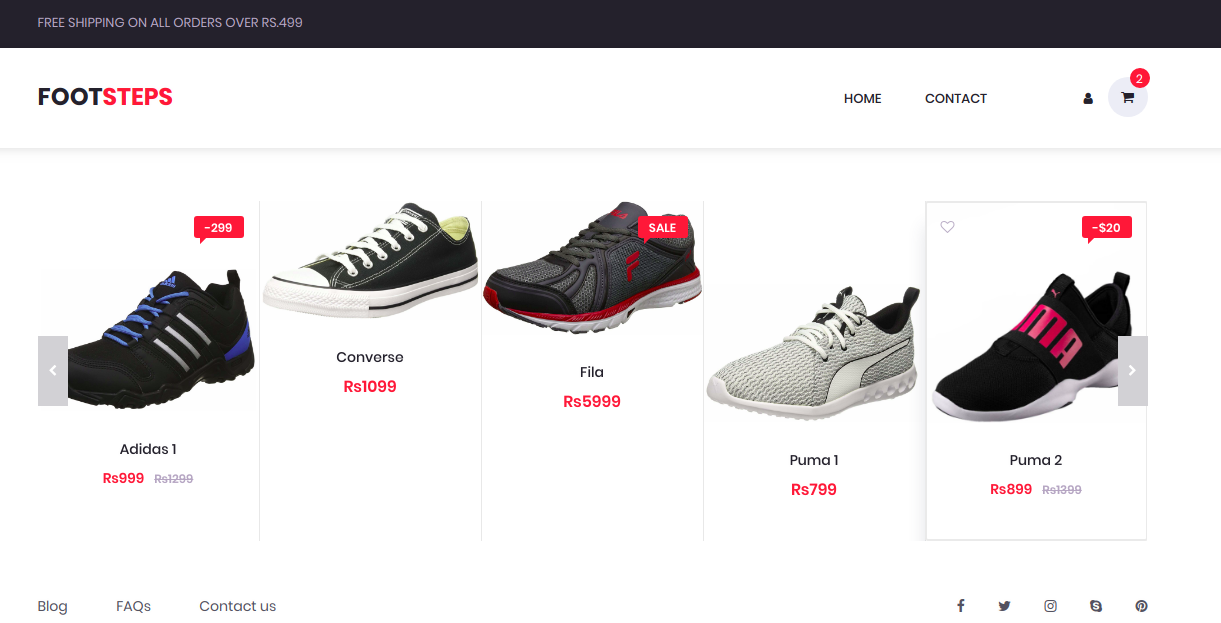 FREE SHIPPING ON ALL ORDERS OVER RS.499
FOOTSTEPS
HOME
CONTACT
2
-299
SALE
-$20
Adidas 1
Rs999 Rs1299
Converse
Rs1099
Fila
Rs5999
Puma 1
Rs799
Puma 2
Rs899 Rs1399
Blog
FAQs
Contact us